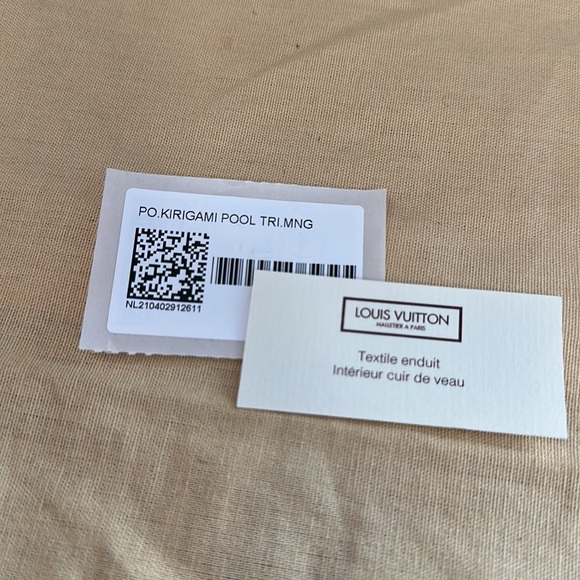 PO.KIRIGAMI POOL TRI.MNG
NL210402912611
LOUIS VUITTON
MALLETIER A PARIS
Textile enduit
Intérieur cuir de veau